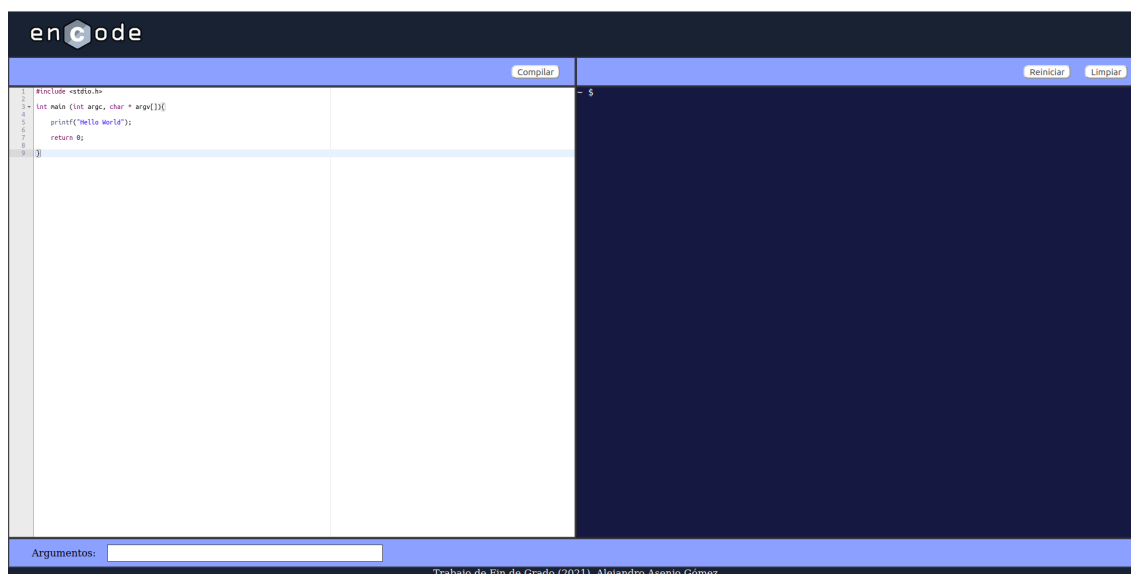 encode
Compilar
Reiniciar Limpiar
1 #include <stdio.h>
2
3 int main (int argc, char * argv[]){
4
5 printf("Hello World");
6
7 return 0;
8
9 }
~ $
Argumentos:
Trabajo de Fin de Grado (2021). Alejandro Asenjo Gómez